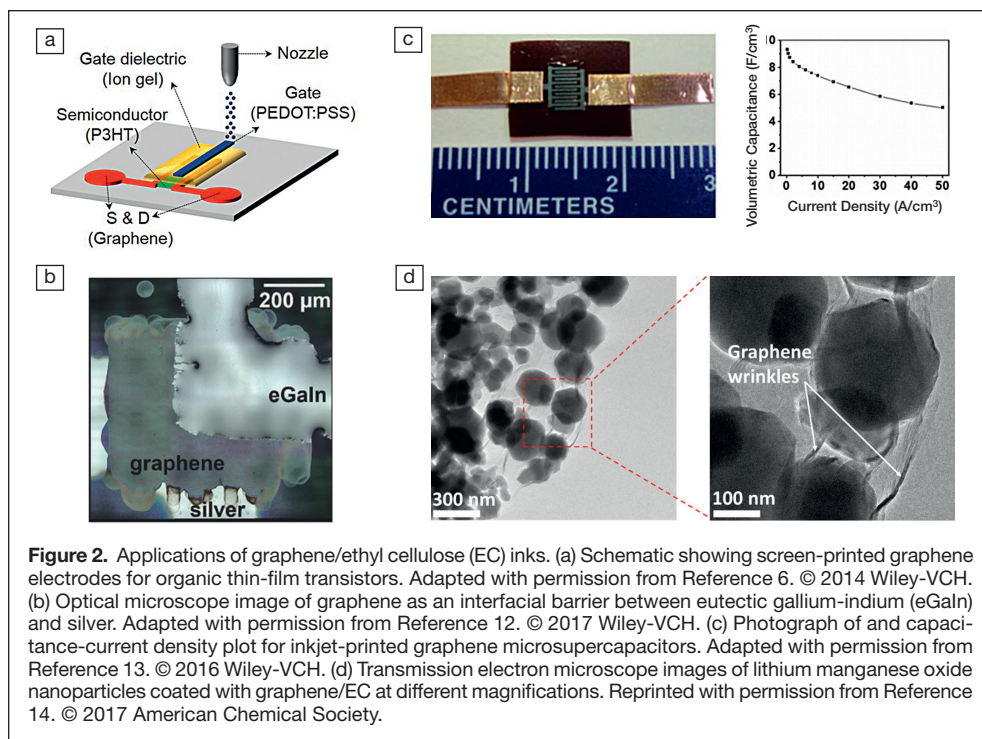 a
Nozzle
Gate dielectric
(Ion gel)
Gate
(PEDOT:PSS)
Semiconductor
(P3HT)
S & D
(Graphene)
b
200 µm
eGaIn
graphene
silver
c
1 2 3
CENTIMETERS
Volumetric Capacitance (F/cm³)
10
8
6
4
2
0
0 10 20 30 40 50
Current Density (A/cm³)
d
300 nm
Graphene
wrinkles
100 nm
Figure 2. Applications of graphene/ethyl cellulose (EC) inks. (a) Schematic showing screen-printed graphene
electrodes for organic thin-film transistors. Adapted with permission from Reference 6. © 2014 Wiley-VCH.
(b) Optical microscope image of graphene as an interfacial barrier between eutectic gallium-indium (eGaIn)
and silver. Adapted with permission from Reference 12. © 2017 Wiley-VCH. (c) Photograph of and capaci-
tance-current density plot for inkjet-printed graphene microsupercapacitors. Adapted with permission from
Reference 13. © 2016 Wiley-VCH. (d) Transmission electron microscope images of lithium manganese oxide
nanoparticles coated with graphene/EC at different magnifications. Reprinted with permission from Reference
14. © 2017 American Chemical Society.